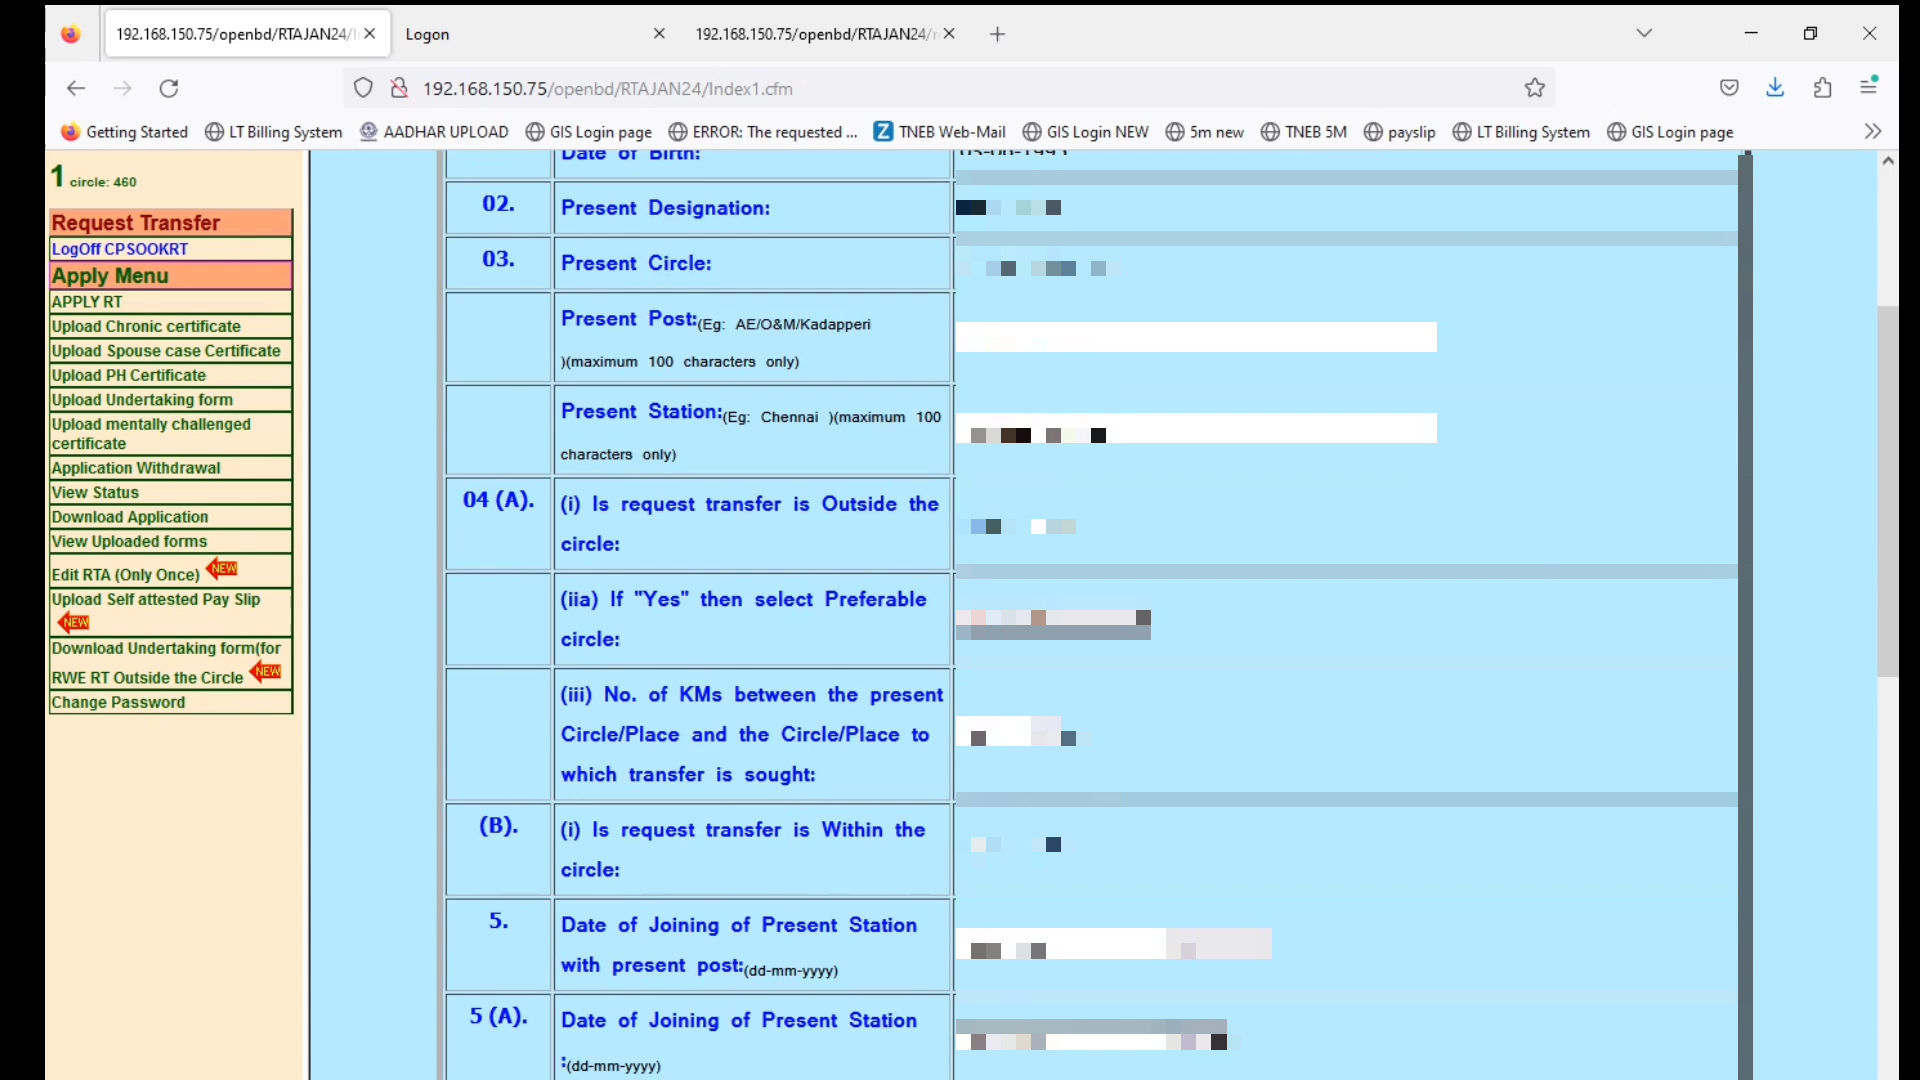 192.168.150.75/openbd/RTAJAN24/I
Logon
192.168.150.75/openbd/RTAJAN24/
192.168.150.75/openbd/RTAJAN24/Index1.cfm
Getting Started
LT Billing System
AADHAR UPLOAD
GIS Login page
ERROR: The requested ...
TNEB Web-Mail
GIS Login NEW
5m new
TNEB 5M
payslip
LT Billing System
GIS Login page
1 circle: 460
Request Transfer
LogOff CPSOOKRT
Apply Menu
APPLY RT
Upload Chronic certificate
Upload Spouse case Certificate
Upload PH Certificate
Upload Undertaking form
Upload mentally challenged
certificate
Application Withdrawal
View Status
Download Application
View Uploaded forms
Edit RTA (Only Once) NEW
Upload Self attested Pay Slip
NEW
Download Undertaking form(for
RWE RT Outside the Circle NEW
Change Password
Date of Birth:
02. Present Designation:
03. Present Circle:
Present Post:(Eg: AE/O&M/Kadapperi
)(maximum 100 characters only)
Present Station:(Eg: Chennai )(maximum 100
characters only)
04 (A). (i) Is request transfer is Outside the
circle:
(iia) If "Yes" then select Preferable
circle:
(iii) No. of KMs between the present
Circle/Place and the Circle/Place to
which transfer is sought:
(B). (i) Is request transfer is Within the
circle:
5. Date of Joining of Present Station
with present post:(dd-mm-yyyy)
5 (A). Date of Joining of Present Station
:(dd-mm-yyyy)